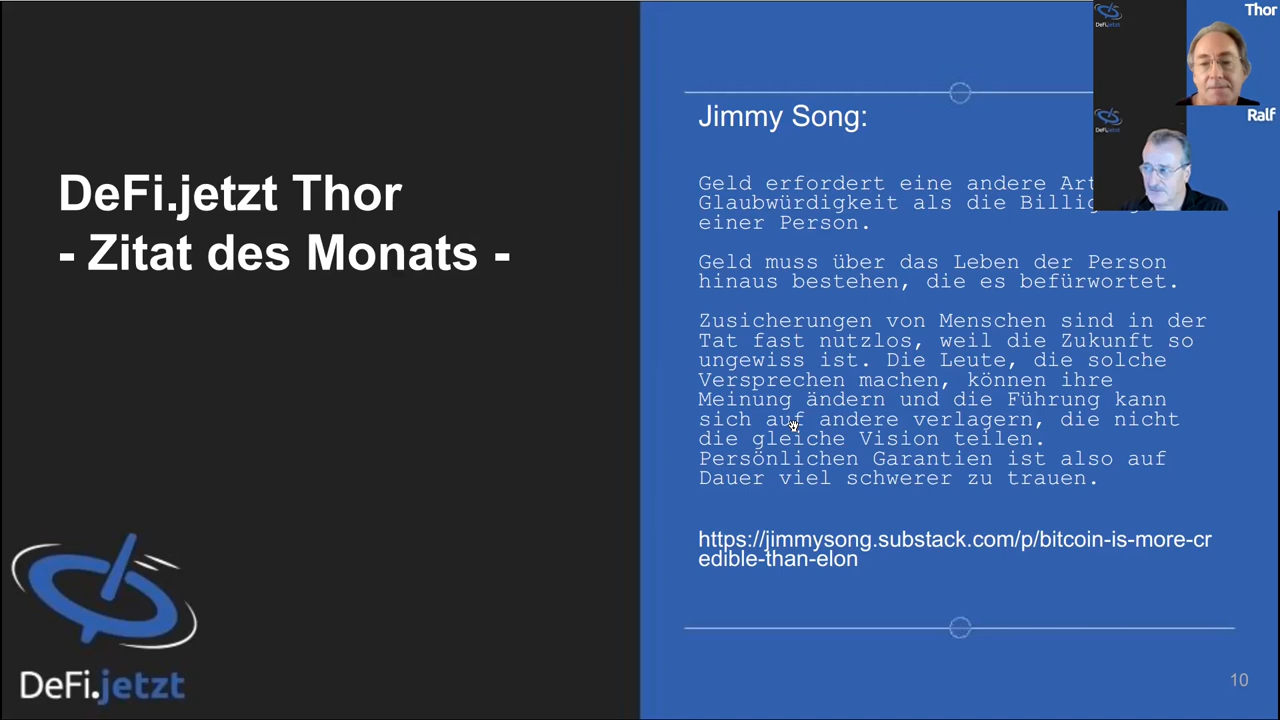 DeFi.jetzt Thor
- Zitat des Monats -
Jimmy Song:
Geld erfordert eine andere Art
Glaubwürdigkeit als die
einer Person.
Geld muss über das Leben der Person
hinaus bestehen, die es befürwortet.
Zusicherungen von Menschen sind in der
Tat fast nutzlos, weil die Zukunft so
ungewiss ist. Die Leute, die solche
Versprechen machen, können ihre
Meinung ändern und die Führung kann
sich auf andere verlagern, die nicht
die gleiche Vision teilen.
Persönlichen Garantien ist also auf
Dauer viel schwerer zu trauen.
https://jimmysong.substack.com/p/bitcoin-is-more-cr
edible-than-elon
DeFi.jetzt
10
DeFi.jetzt
Thor
DeFi.jetzt
Ralf